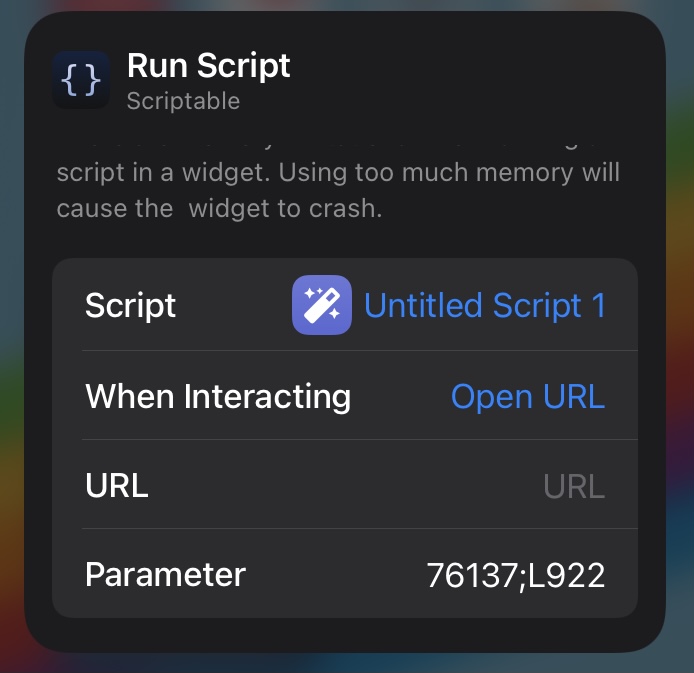 {}
Run Script
Scriptable
script in a widget. Using too much memory will
cause the  widget to crash.
Script Untitled Script 1
When Interacting Open URL
URL URL
Parameter 76137;L922